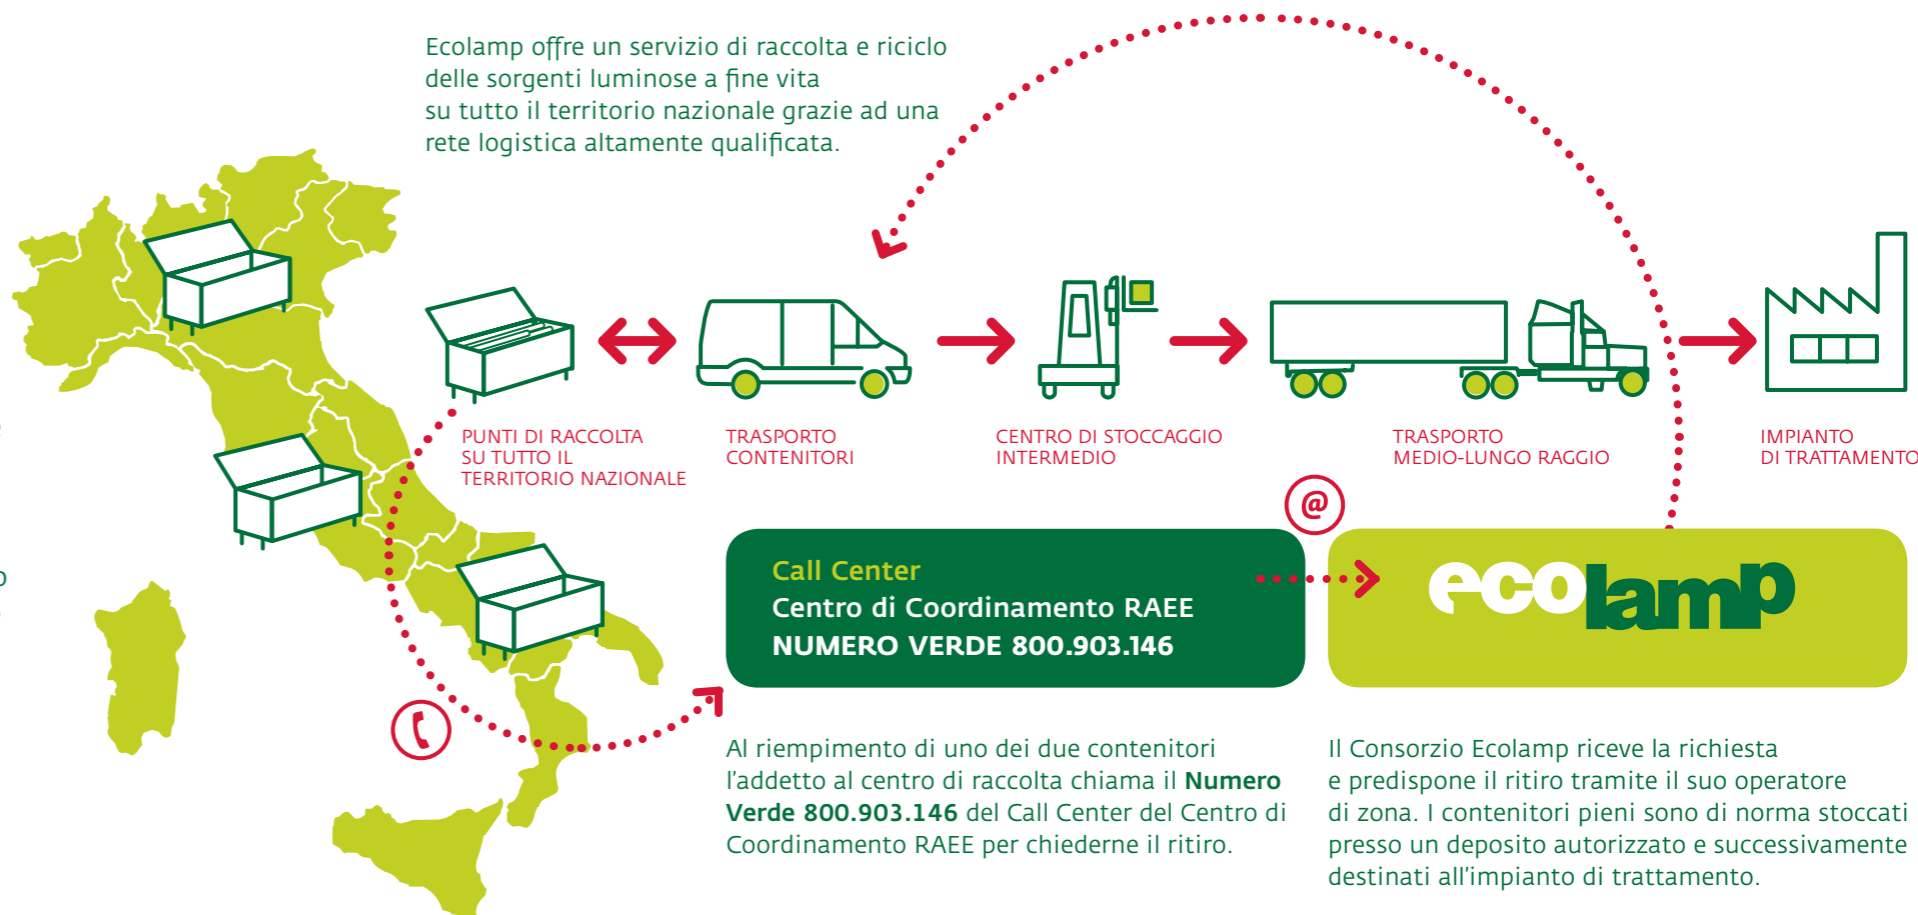 Ecolamp offre un servizio di raccolta e riciclo
delle sorgenti luminose a fine vita
su tutto il territorio nazionale grazie ad una
rete logistica altamente qualificata.
PUNTI DI RACCOLTA
SU TUTTO IL
TERRITORIO NAZIONALE
TRASPORTO
CONTENITORI
CENTRO DI STOCCAGGIO
INTERMEDIO
TRASPORTO
MEDIO-LUNGO RAGGIO
IMPIANTO
DI TRATTAMENTO
@
Call Center
Centro di Coordinamento RAEE
NUMERO VERDE 800.903.146
ecolamp
Al riempimento di uno dei due contenitori
l'addetto al centro di raccolta chiama il Numero
Verde 800.903.146 del Call Center del Centro di
Coordinamento RAEE per chiederne il ritiro.
Il Consorzio Ecolamp riceve la richiesta
e predispone il ritiro tramite il suo operatore
di zona. I contenitori pieni sono di norma stoccati
presso un deposito autorizzato e successivamente
destinati all'impianto di trattamento.